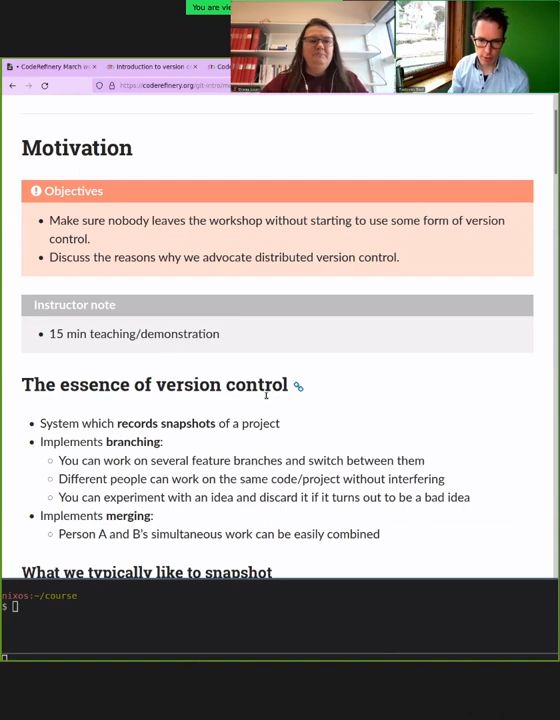 You are vie
CodeRefinery March w
Introduction to version c
Cod
https://coderefinery.org/git-intro/
Motivation
Objectives
• Make sure nobody leaves the workshop without starting to use some form of version
control.
• Discuss the reasons why we advocate distributed version control.
Instructor note
• 15 min teaching/demonstration
The essence of version control
• System which records snapshots of a project
• Implements branching:
○ You can work on several feature branches and switch between them
○ Different people can work on the same code/project without interfering
○ You can experiment with an idea and discard it if it turns out to be a bad idea
• Implements merging:
○ Person A and B's simultaneous work can be easily combined
What we typically like to snapshot
nixos:~/course
$